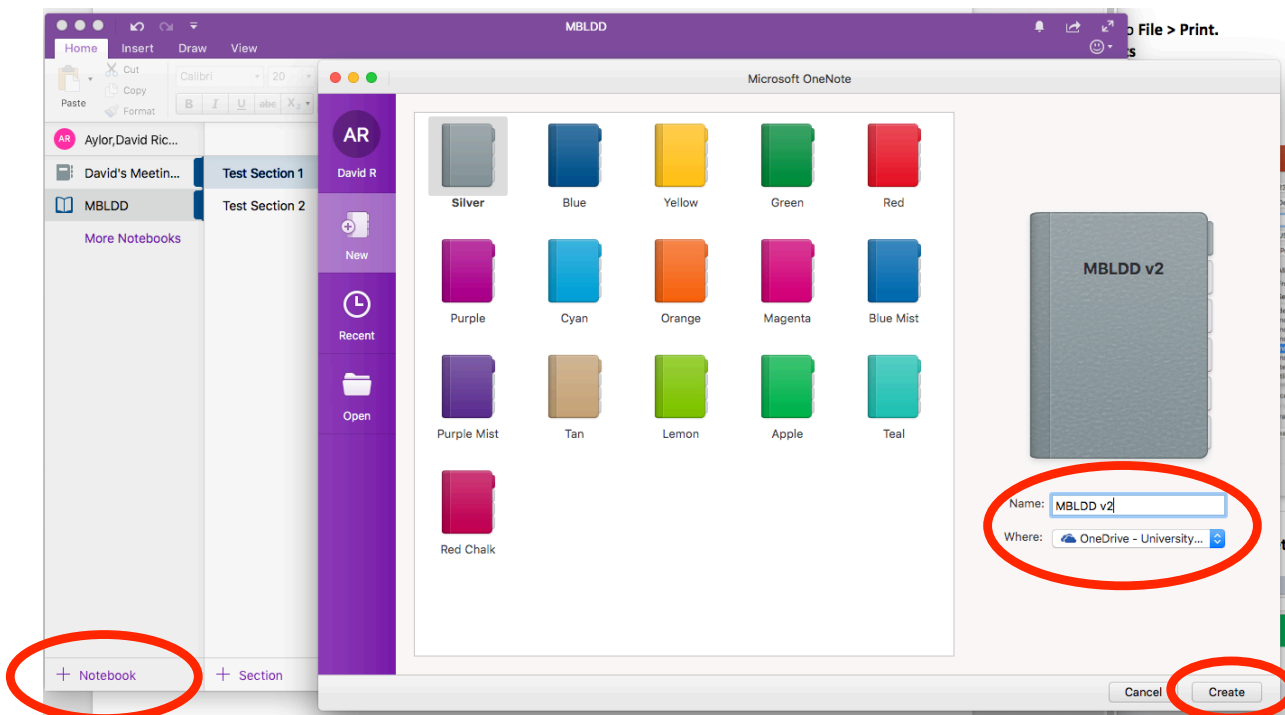 MBLDD
Home Insert Draw View
File > Print.
Cut
Copy
Format
Paste
Calibri 20
B I U abc X2
AR Aylor,David Ric...
David's Meetin...
MBLDD
More Notebooks
Test Section 1
Test Section 2
+ Notebook
+ Section
Microsoft OneNote
AR
David R
New
Recent
Open
Silver Blue Yellow Green Red
Purple Cyan Orange Magenta Blue Mist
Purple Mist Tan Lemon Apple Teal
Red Chalk
MBLDD v2
Name: MBLDD v2
Where: OneDrive - University...
Cancel Create